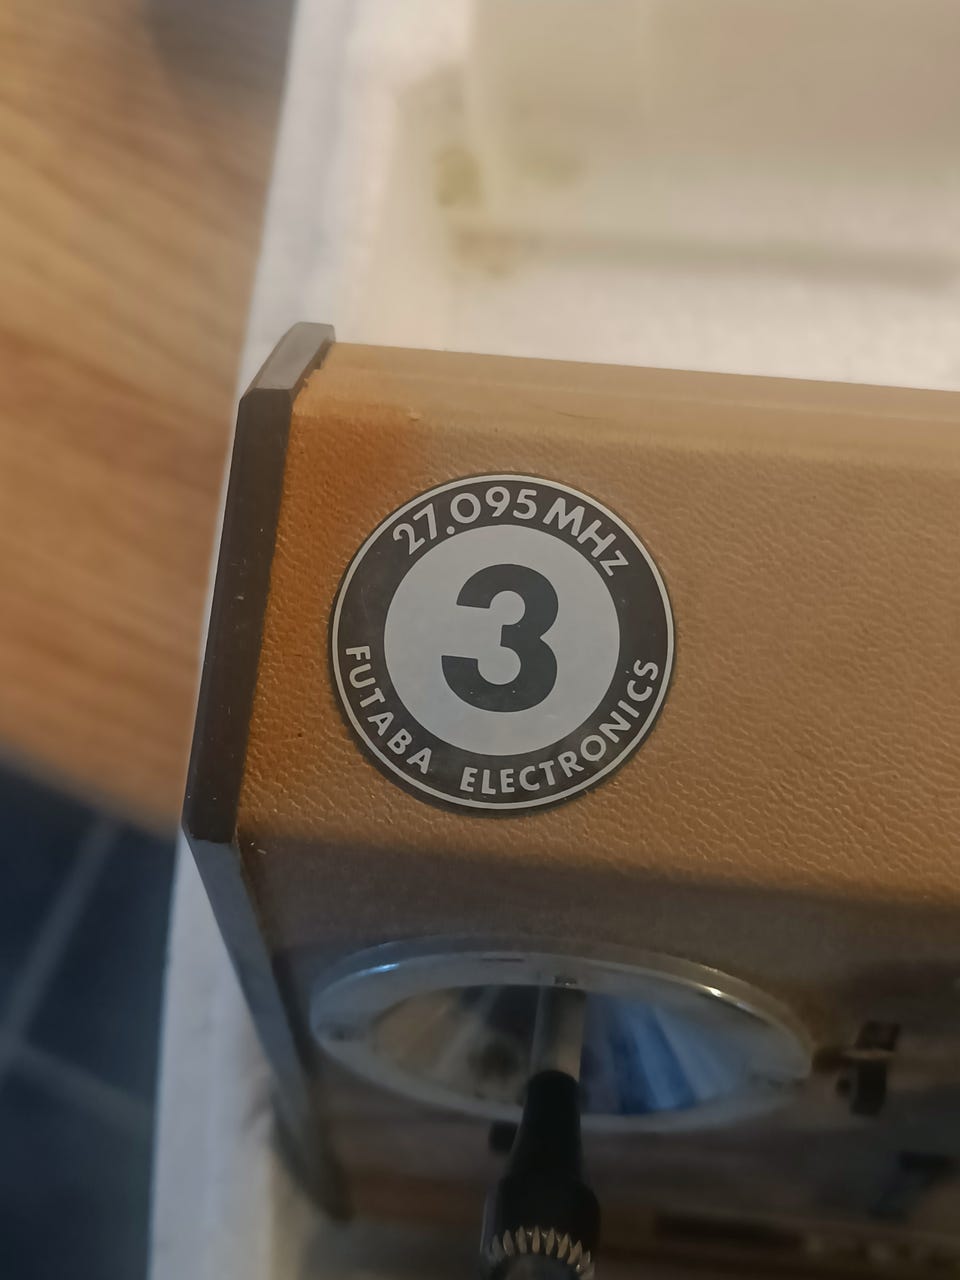 27.095 MHz
3
FUTABA ELECTRONICS